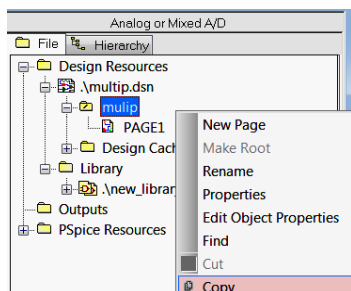 Analog or Mixed A/D
File Hierarchy
Design Resources
.\multip.dsn
mulip
PAGE1
Design Cach
Library
.\new_library
Outputs
PSpice Resources
New Page
Make Root
Rename
Properties
Edit Object Properties
Find
Cut
Copy